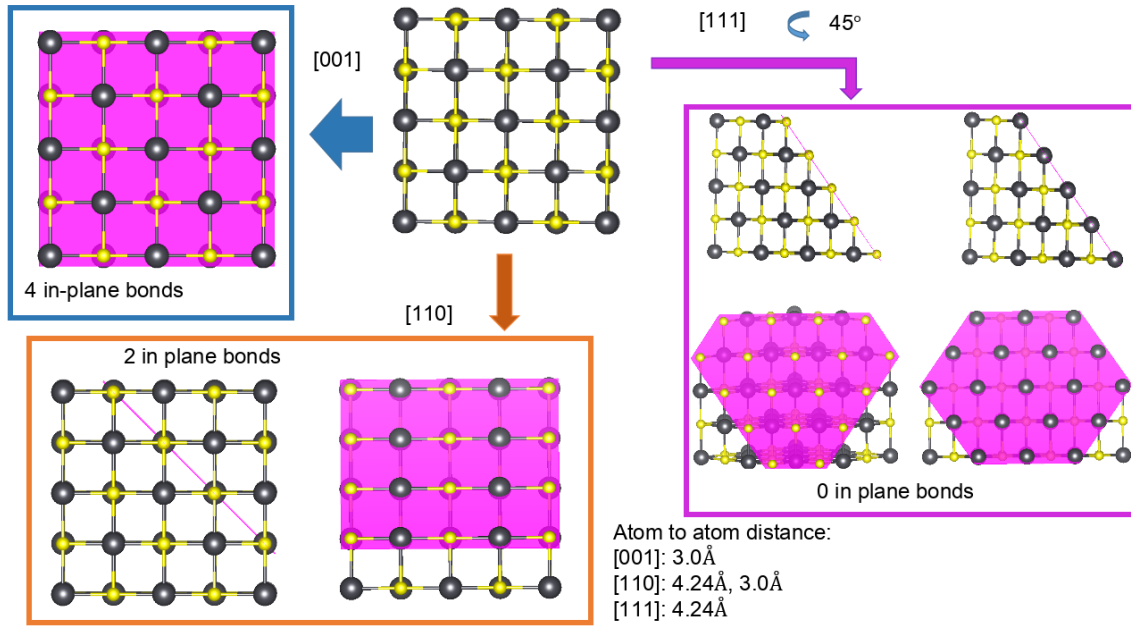 [001]
[111]
45°
4 in-plane bonds
[110]
2 in plane bonds
0 in plane bonds
Atom to atom distance:
[001]: 3.0Å
[110]: 4.24Å, 3.0Å
[111]: 4.24Å